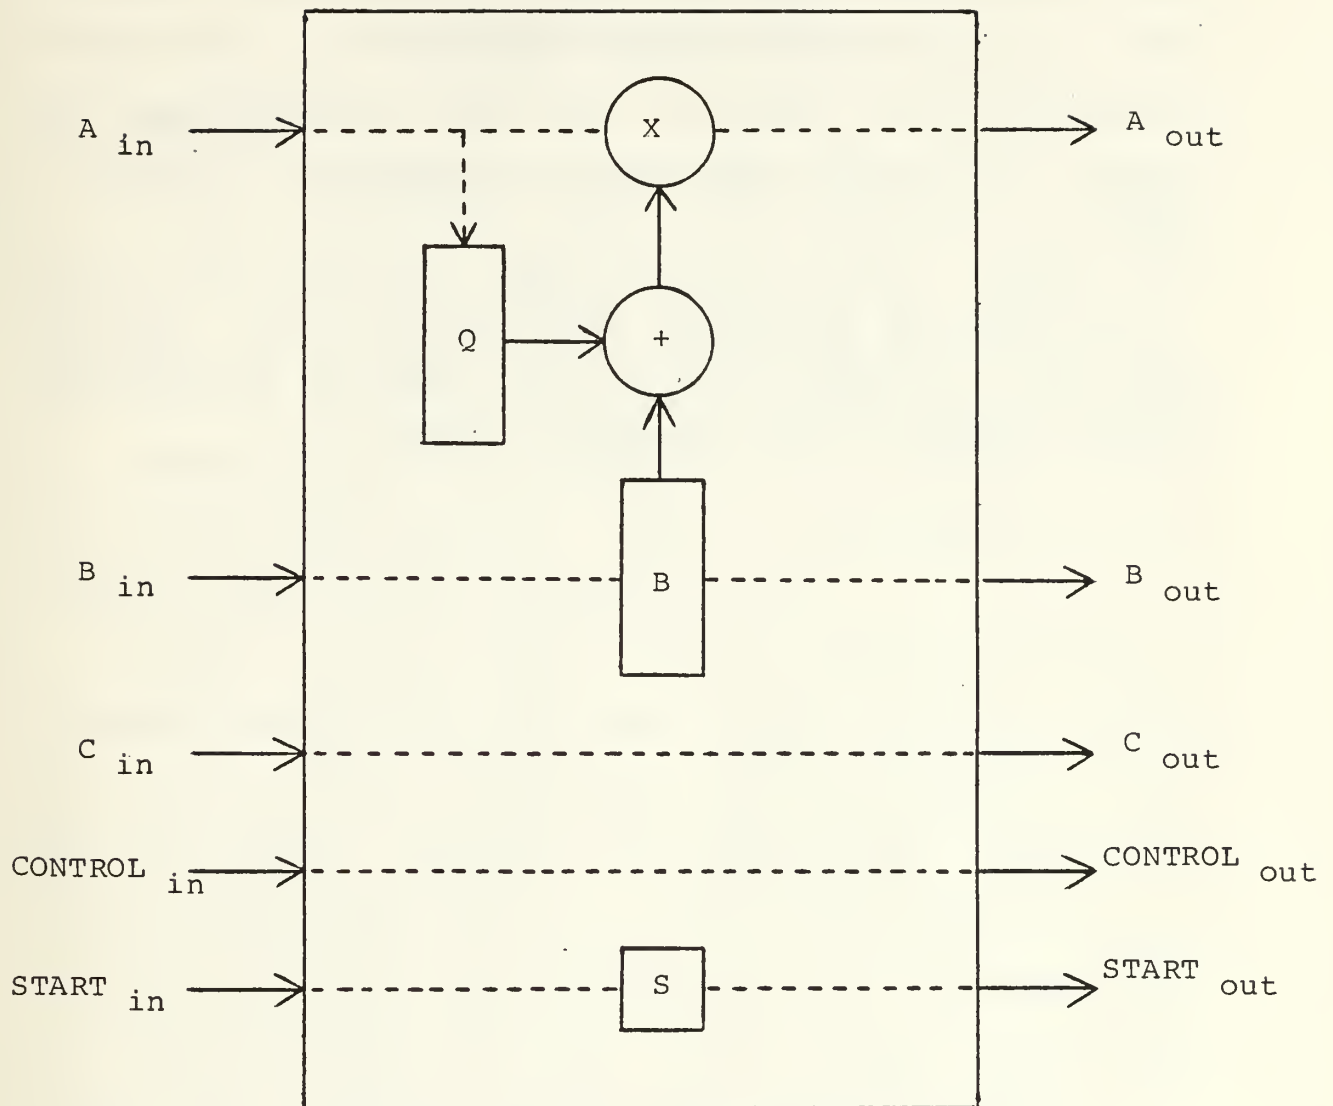 A in
X
A out
Q
+
B in
B
B out
C in
C out
CONTROL in
CONTROL out
START in
S
START out